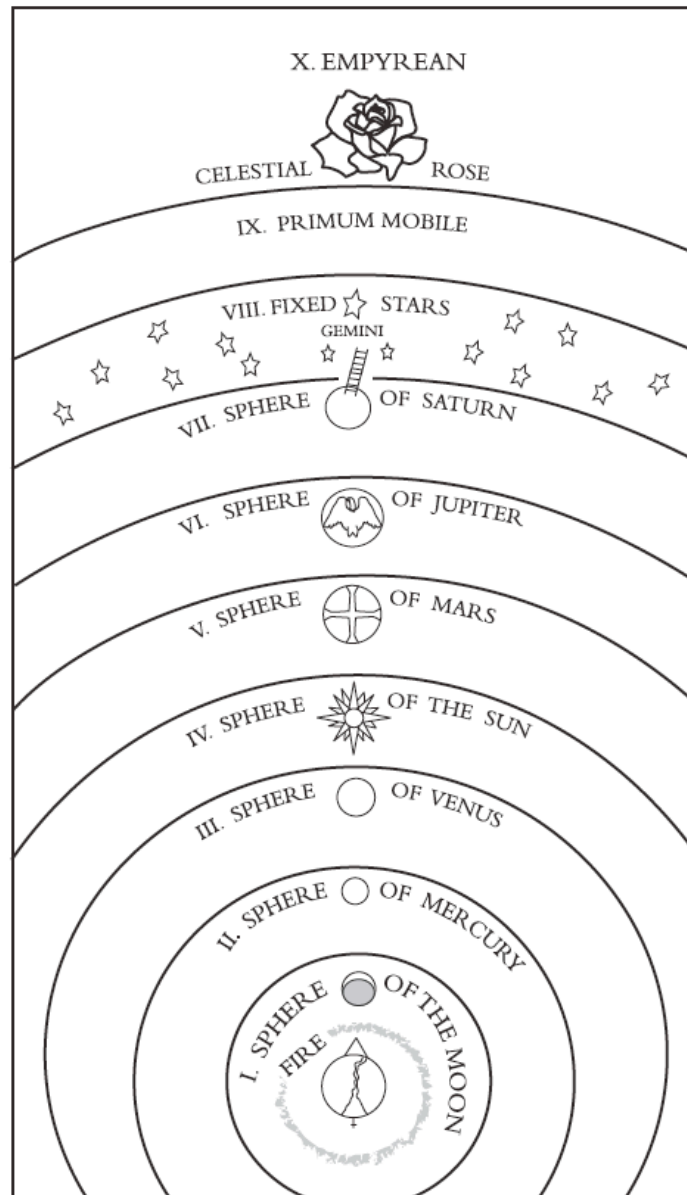 X. EMPYREAN
CELESTIAL ROSE
IX. PRIMUM MOBILE
VIII. FIXED STARS
GEMINI
VII. SPHERE OF SATURN
VI. SPHERE OF JUPITER
V. SPHERE OF MARS
IV. SPHERE OF THE SUN
III. SPHERE OF VENUS
II. SPHERE OF MERCURY
I. SPHERE OF THE MOON
FIRE